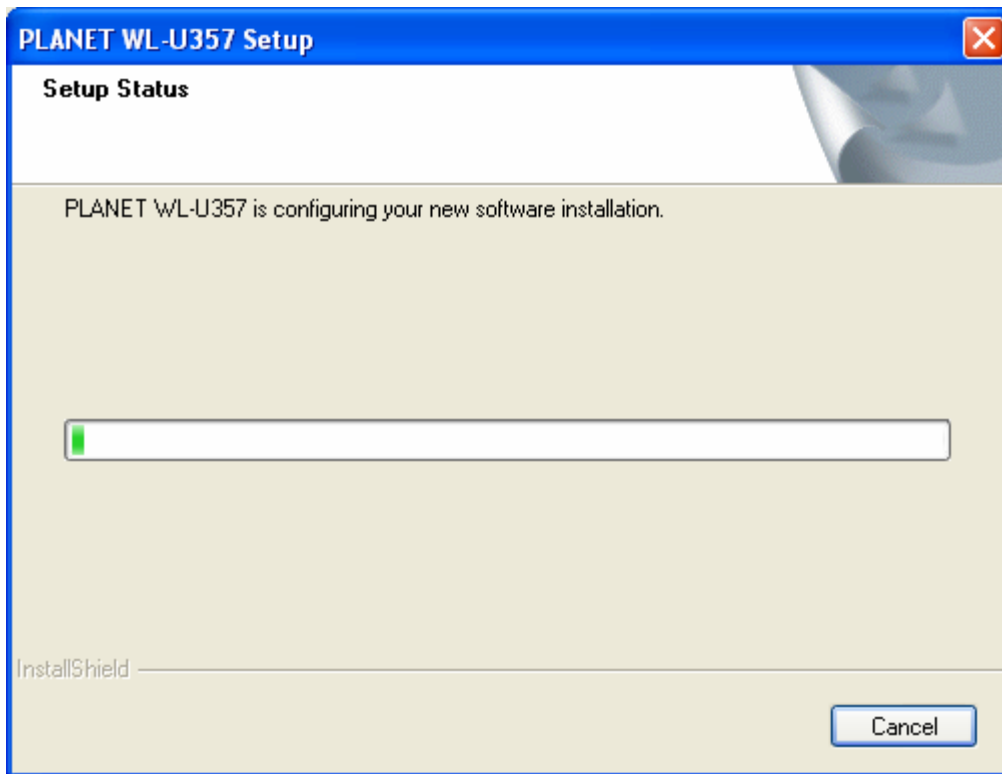 PLANET WL-U357 Setup
Setup Status
PLANET WL-U357 is configuring your new software installation.
InstallShield
Cancel